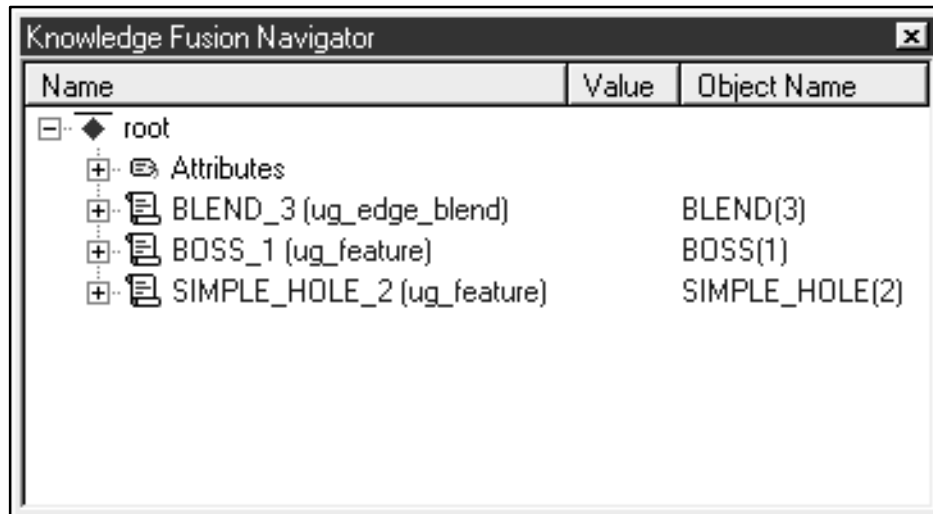 Knowledge Fusion Navigator
Name Value Object Name
root
Attributes
BLEND_3 (ug_edge_blend) BLEND(3)
BOSS_1 (ug_feature) BOSS(1)
SIMPLE_HOLE_2 (ug_feature) SIMPLE_HOLE(2)